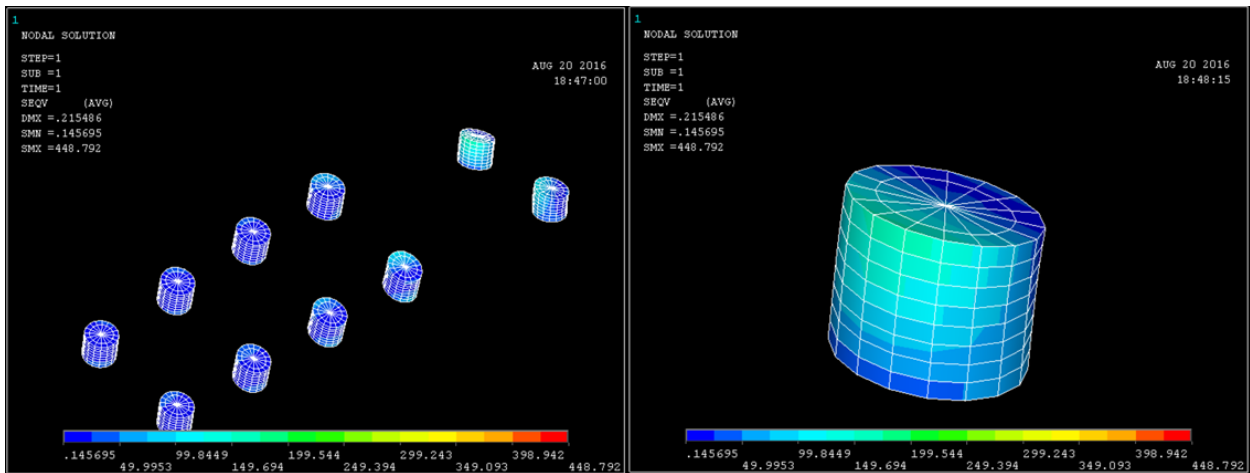 1
NODAL SOLUTION
STEP=1
SUB =1
TIME=1
SEQV     (AVG)
DMX =.215486
SMN =.145695
SMX =448.792
AUG 20 2016
18:47:00
.145695 99.8449 199.544 299.243 398.942
49.9953 149.694 249.394 349.093 448.792
1
NODAL SOLUTION
STEP=1
SUB =1
TIME=1
SEQV     (AVG)
DMX =.215486
SMN =.145695
SMX =448.792
AUG 20 2016
18:48:15
.145695 99.8449 199.544 299.243 398.942
49.9953 149.694 249.394 349.093 448.792